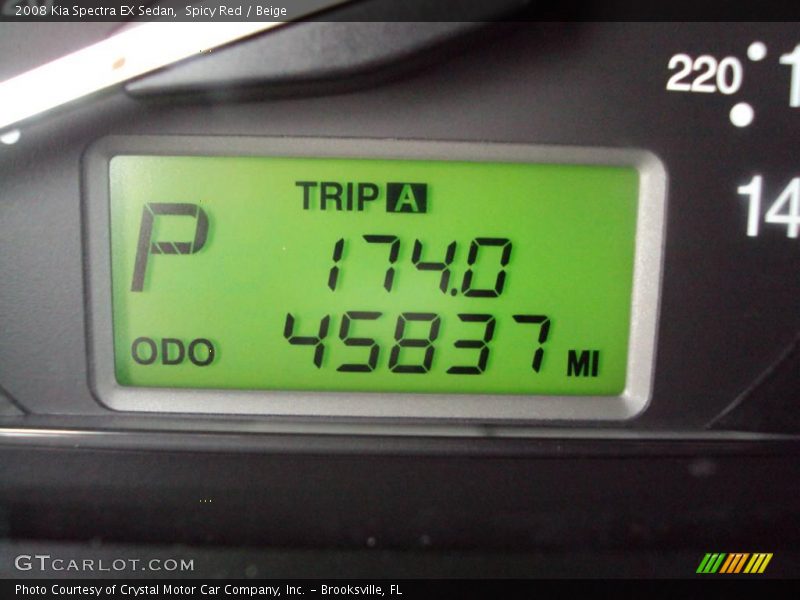 2008 Kia Spectra EX Sedan,  Spicy Red / Beige
220
14
TRIP A
P
174.0
ODO 45837 MI
GTCARLOT.COM
Photo Courtesy of Crystal Motor Car Company, Inc. - Brooksville, FL